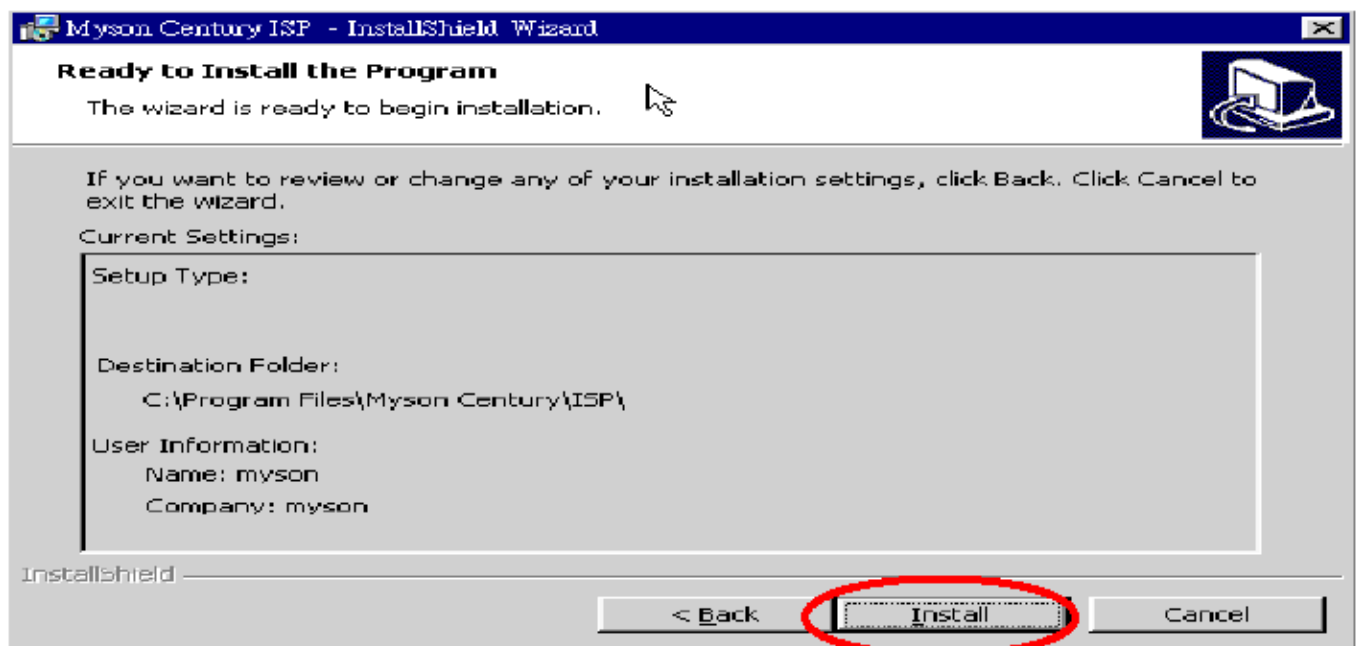 Myson Century ISP - InstallShield Wizard
Ready to Install the Program
The wizard is ready to begin installation.
If you want to review or change any of your installation settings, click Back. Click Cancel to
exit the wizard.
Current Settings:
Setup Type:
Destination Folder:
C:\Program Files\Myson Century\ISP\
User Information:
Name: myson
Company: myson
InstallShield
< Back
Install
Cancel